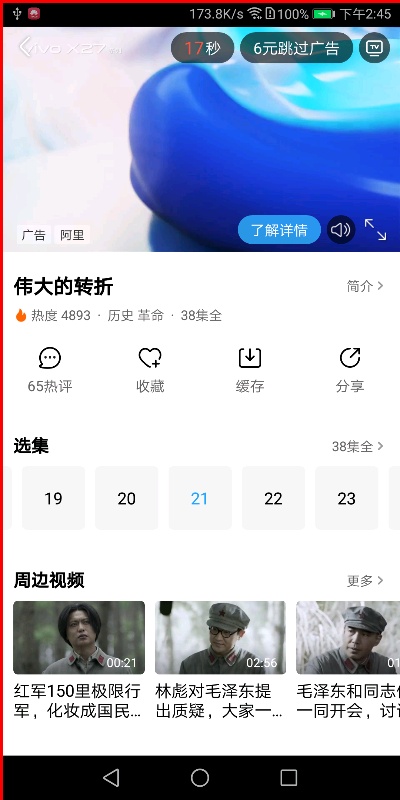 173.8K/s 100% 下午2:45
vivo X27
17秒 6元跳过广告 TV
广告 阿里 了解详情
伟大的转折 简介
热度 4893 · 历史 革命 · 38集全
65热评 收藏 缓存 分享
选集 38集全
19 20 21 22 23
周边视频 更多
00:21 02:56 01
红军150里极限行 林彪对毛泽东提 毛泽东和同志们
军，化妆成国民... 出质疑，大家一... 一同开会，讨论